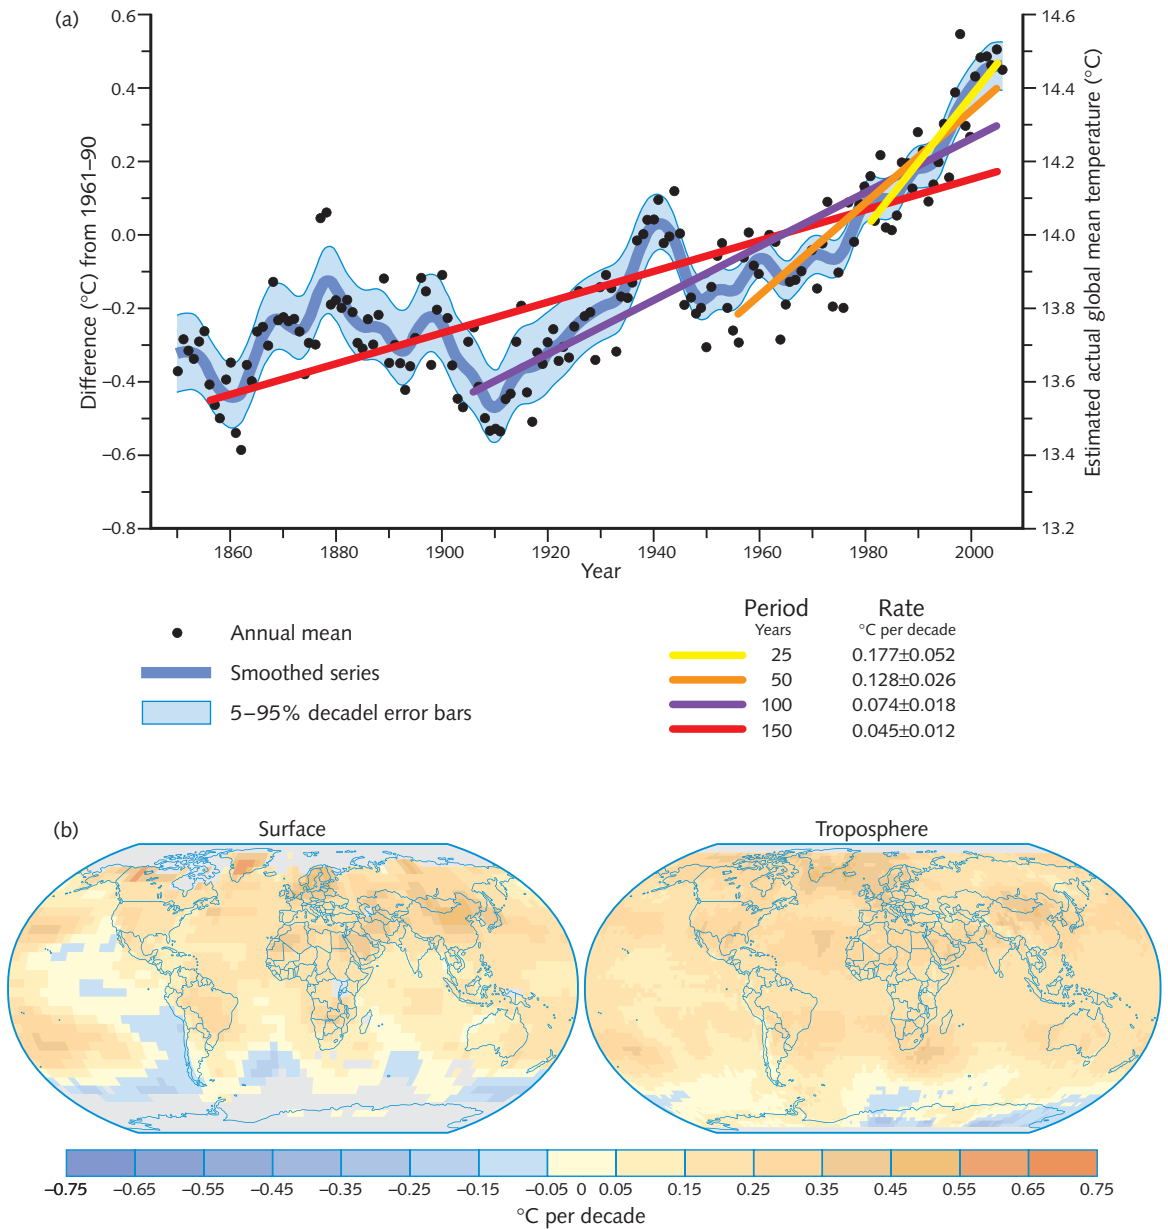 (a)
Difference (°C) from 1961–90
0.6
0.4
0.2
0.0
–0.2
–0.4
–0.6
–0.8
14.6
14.4
14.2
14.0
13.8
13.6
13.4
13.2
Estimated actual global mean temperature (°C)
1860 1880 1900 1920 1940 1960 1980 2000
Year
Annual mean
Smoothed series
5–95% decadel error bars
Period Rate
Years °C per decade
25 0.177±0.052
50 0.128±0.026
100 0.074±0.018
150 0.045±0.012
(b)
Surface Troposphere
–0.75 –0.65 –0.55 –0.45 –0.35 –0.25 –0.15 –0.05 0 0.05 0.15 0.25 0.35 0.45 0.55 0.65 0.75
°C per decade